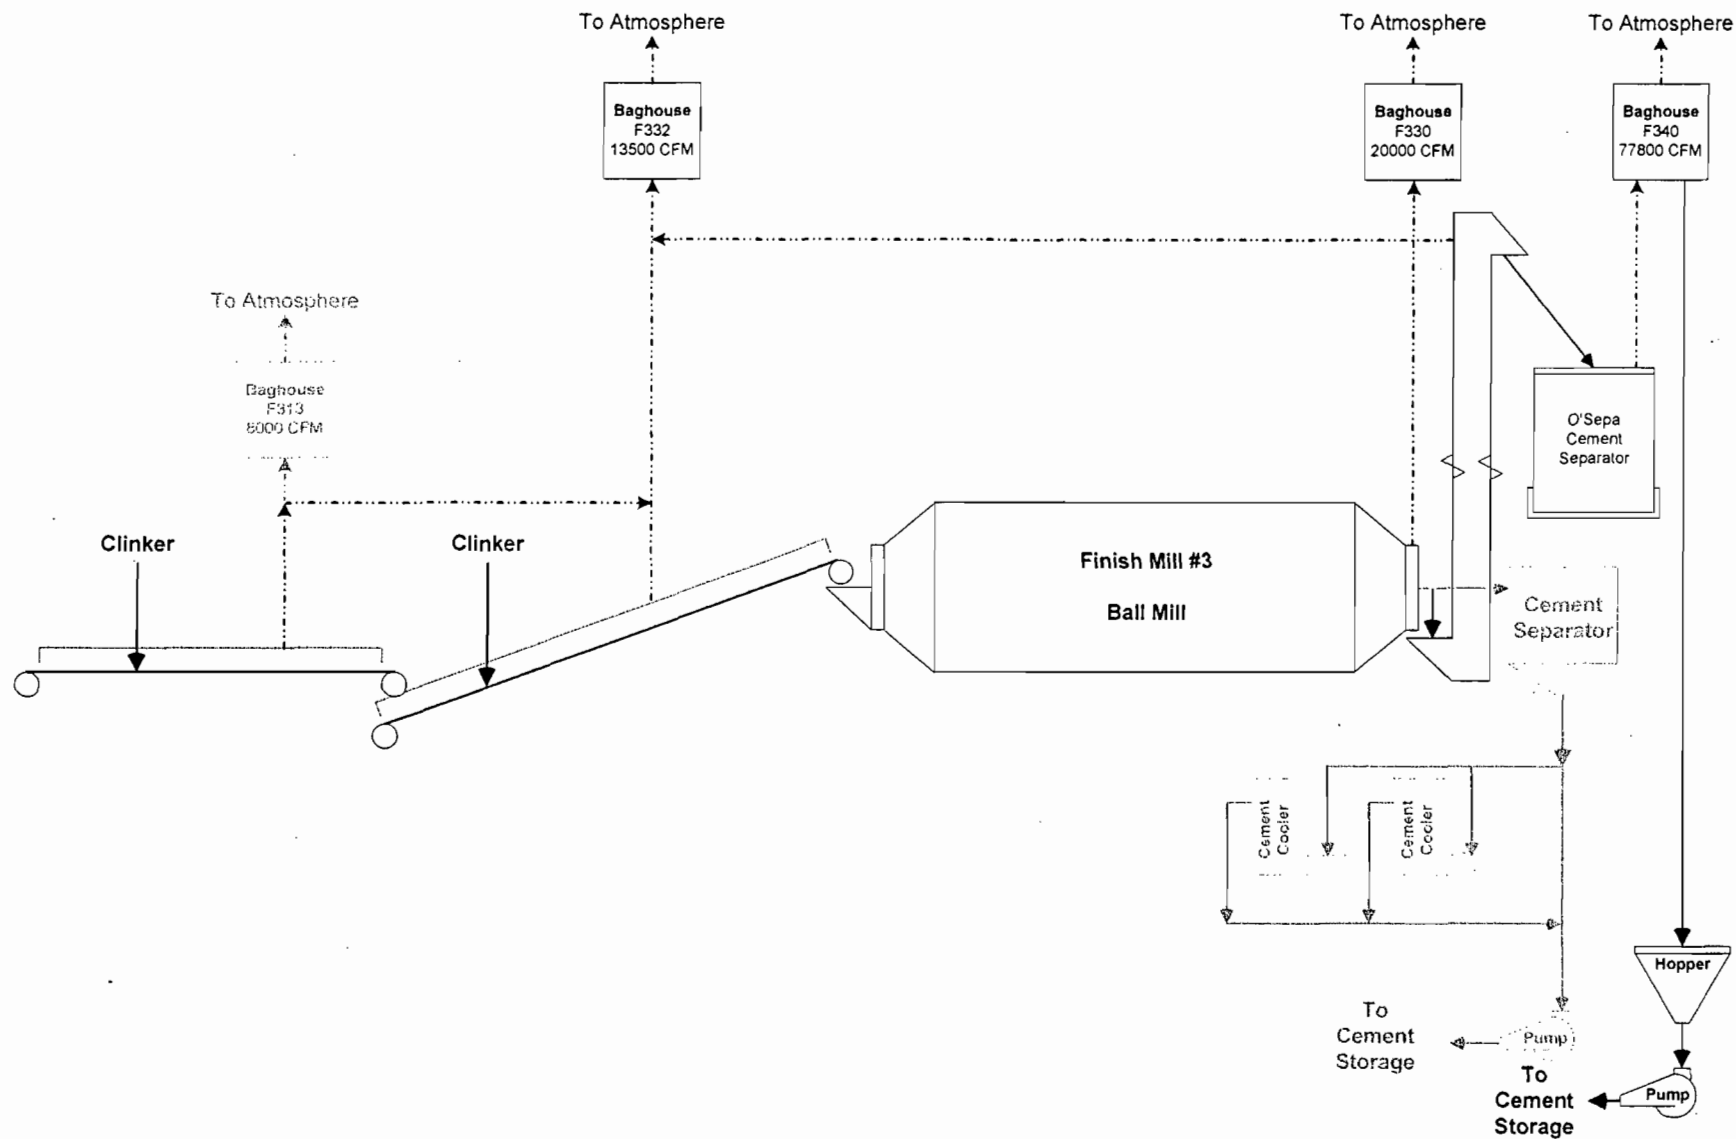 To Atmosphere
To Atmosphere
To Atmosphere
Baghouse
F332
13500 CFM
Baghouse
F330
20000 CFM
Baghouse
F340
77800 CFM
To Atmosphere
Baghouse
F313
8000 CFM
O'Sepa
Cement
Separator
Clinker
Clinker
Finish Mill #3
Ball Mill
Cement
Separator
Cement
Cooler
Cement
Cooler
Hopper
To
Cement
Storage
Pump
To
Cement
Storage
Pump